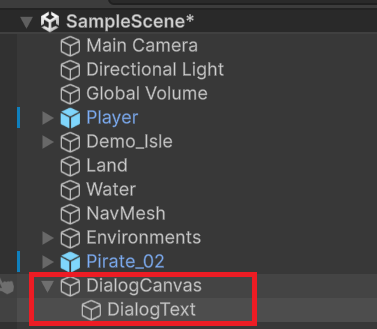 SampleScene*
Main Camera
Directional Light
Global Volume
Player
Demo_Isle
Land
Water
NavMesh
Environments
Pirate_02
DialogCanvas
DialogText